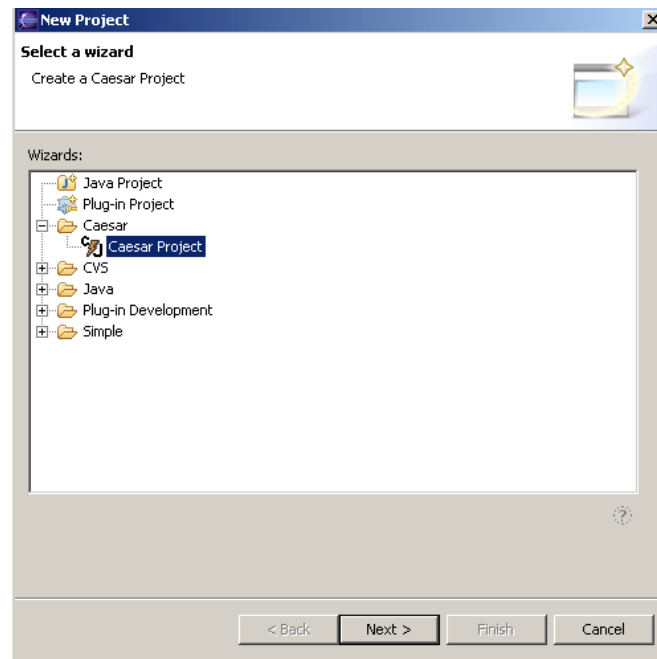 New Project
Select a wizard
Create a Caesar Project
Wizards:
Java Project
Plug-in Project
Caesar
Caesar Project
CVS
Java
Plug-in Development
Simple
< Back Next > Finish Cancel